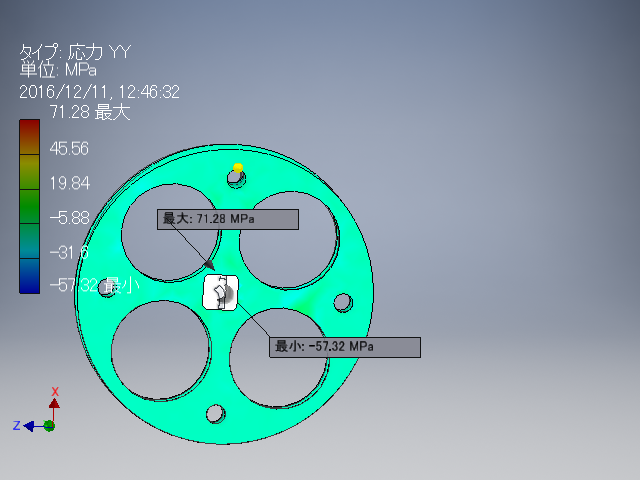 タイプ: 応力 YY
単位: MPa
2016/12/11, 12:46:32
71.28 最大
45.56
19.84
-5.88
-31.6
-57.32 最小
最大: 71.28 MPa
最小: -57.32 MPa
X
Z